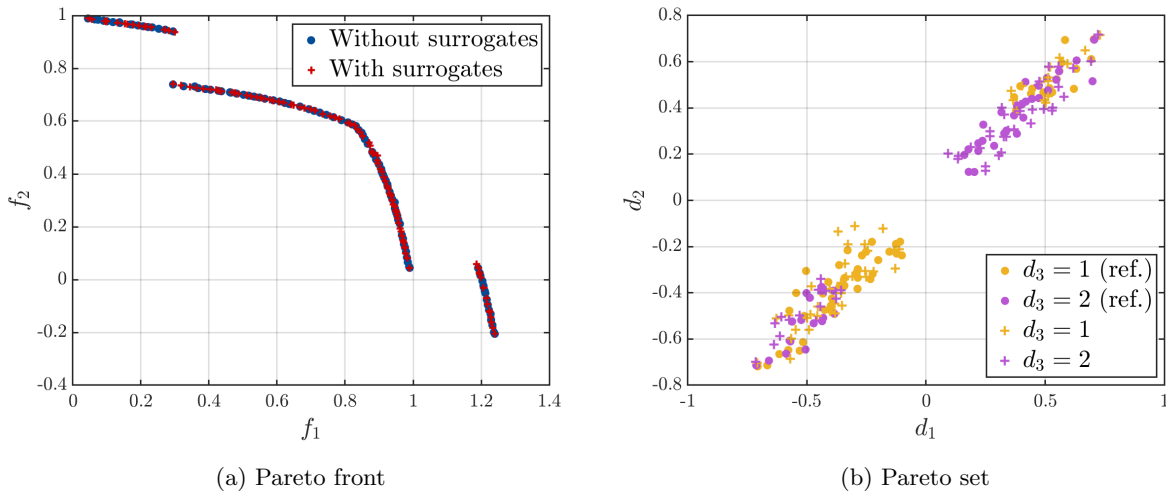 1
0.8
0.6
0.4
0.2
0
-0.2
-0.4
f₂
0
0.2
0.4
0.6
0.8
1
1.2
1.4
f₁
Without surrogates
With surrogates
(a) Pareto front
0.8
0.6
0.4
0.2
0
-0.2
-0.4
-0.6
-0.8
d₂
-1
-0.5
0
0.5
1
d₁
d₃ = 1 (ref.)
d₃ = 2 (ref.)
d₃ = 1
d₃ = 2
(b) Pareto set